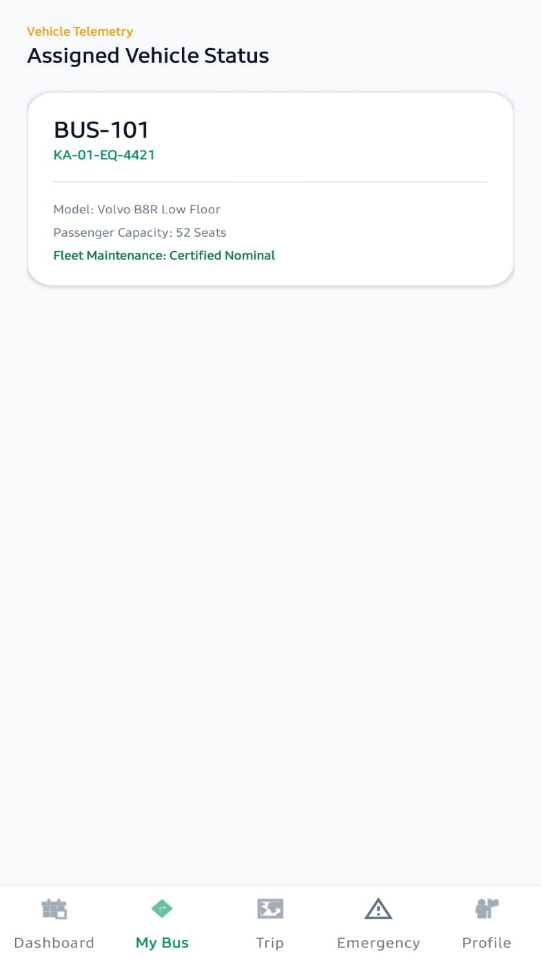 Vehicle Telemetry
Assigned Vehicle Status
BUS-101
KA-01-EQ-4421
Model: Volvo B8R Low Floor
Passenger Capacity: 52 Seats
Fleet Maintenance: Certified Nominal
Dashboard
My Bus
Trip
Emergency
Profile